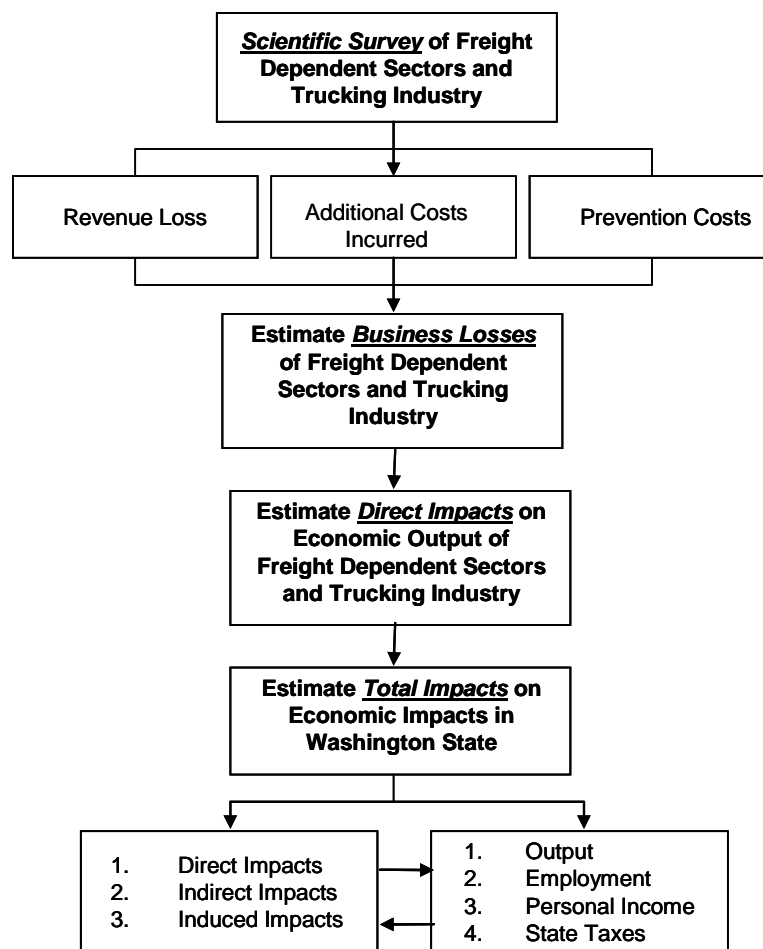 Scientific Survey of Freight
Dependent Sectors and
Trucking Industry
Revenue Loss
Additional Costs
Incurred
Prevention Costs
Estimate Business Losses
of Freight Dependent
Sectors and Trucking
Industry
Estimate Direct Impacts on
Economic Output of
Freight Dependent Sectors
and Trucking Industry
Estimate Total Impacts on
Economic Impacts in
Washington State
1. Direct Impacts
2. Indirect Impacts
3. Induced Impacts
1. Output
2. Employment
3. Personal Income
4. State Taxes